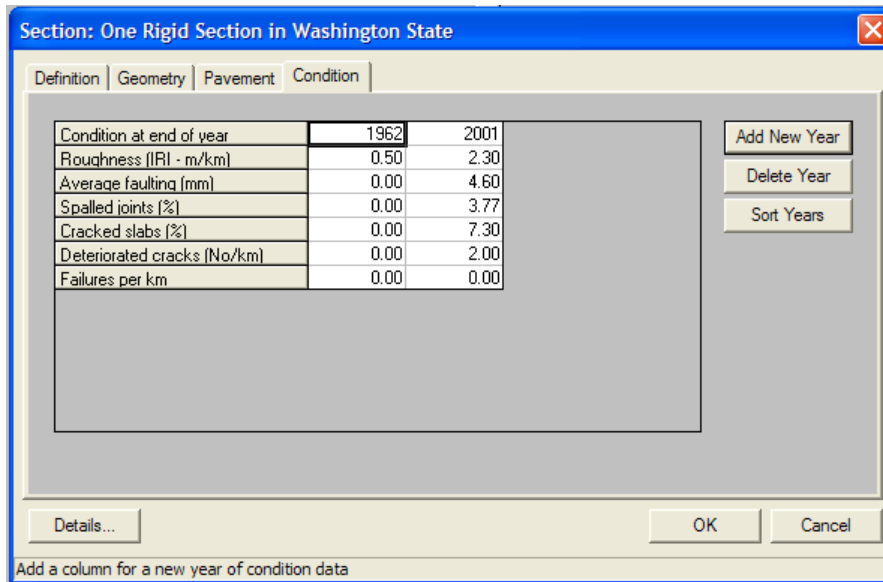 Section: One Rigid Section in Washington State
Definition Geometry Pavement Condition
Condition at end of year 1962 2001
Roughness (IRI - m/km) 0.50 2.30
Average faulting (mm) 0.00 4.60
Spalled joints (%) 0.00 3.77
Cracked slabs (%) 0.00 7.30
Deteriorated cracks (No/km) 0.00 2.00
Failures per km 0.00 0.00
Add New Year
Delete Year
Sort Years
Details... OK Cancel
Add a column for a new year of condition data